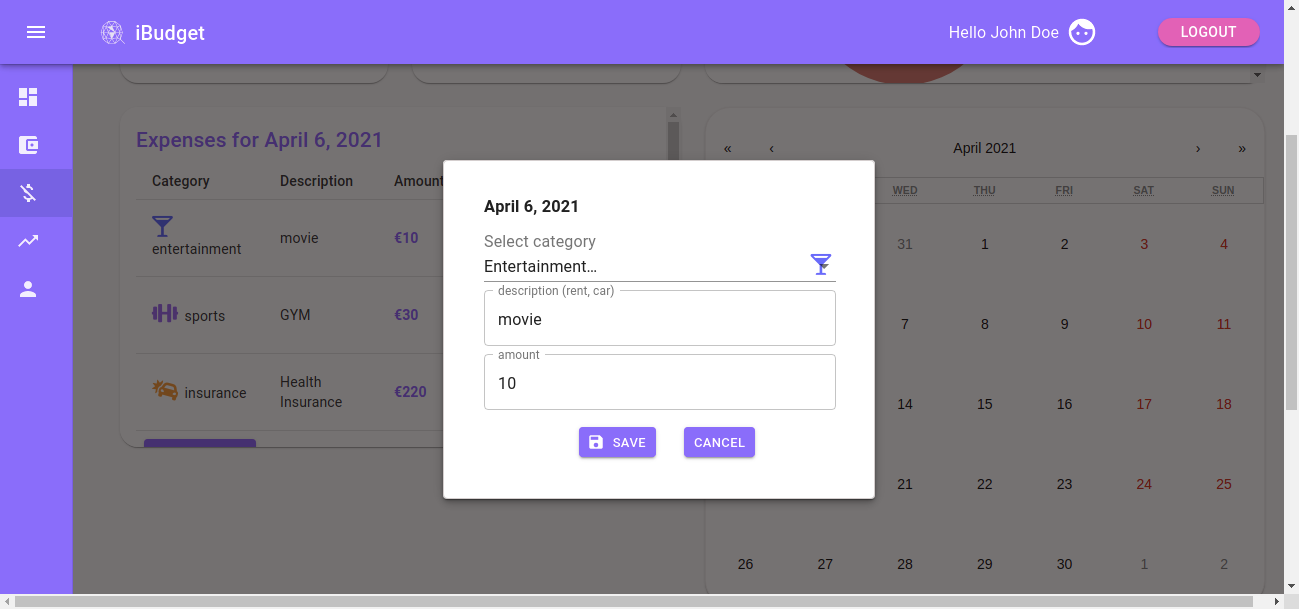 iBudget
Hello John Doe
LOGOUT
Expenses for April 6, 2021
Category Description Amount
entertainment movie €10
sports GYM €30
insurance Health Insurance €220
April 6, 2021
Select category
Entertainment...
description (rent, car)
movie
amount
10
SAVE CANCEL
« ‹ April 2021 › »
WED THU FRI SAT SUN
31 1 2 3 4
7 8 9 10 11
14 15 16 17 18
21 22 23 24 25
26 27 28 29 30 1 2